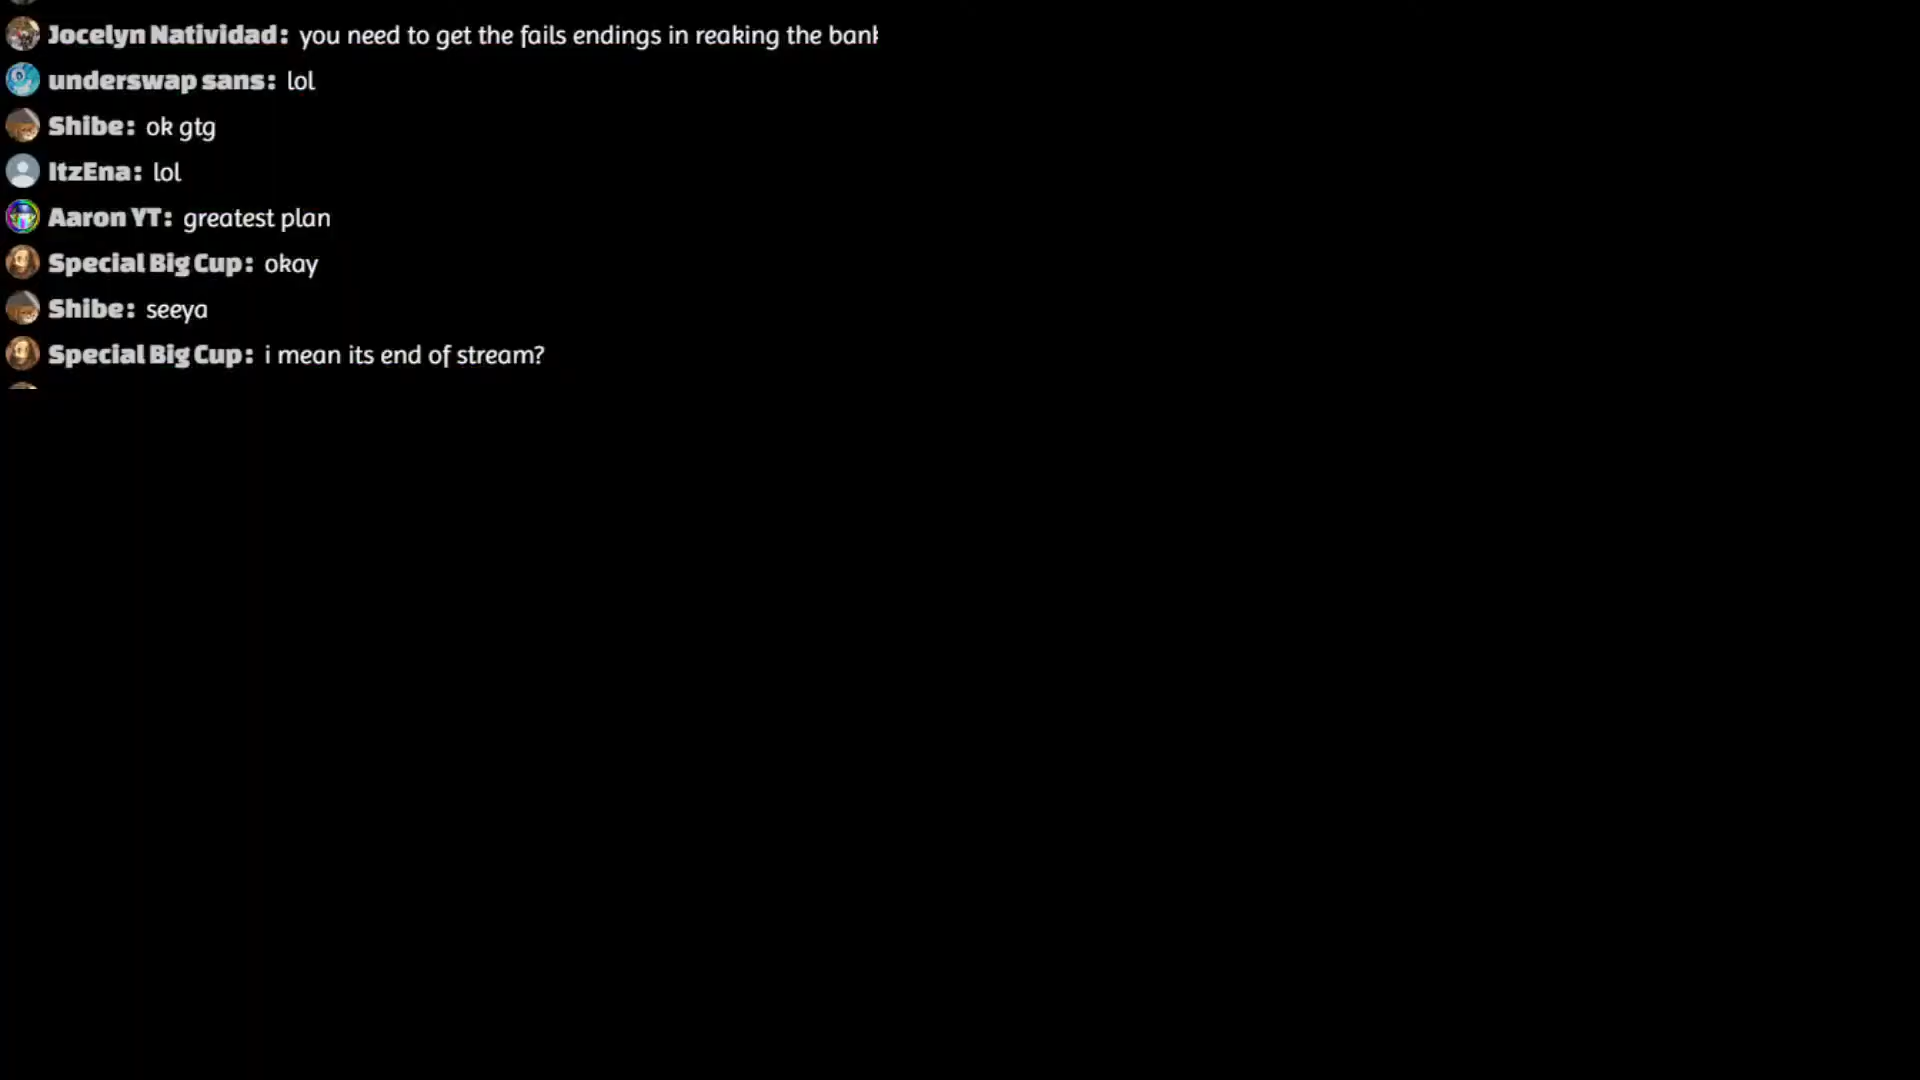 Jocelyn Natividad: you need to get the fails endings in reaking the bank
underswap sans: lol
Shibe: ok gtg
ItzEna: lol
Aaron YT: greatest plan
Special Big Cup: okay
Shibe: seeya
Special Big Cup: i mean its end of stream?